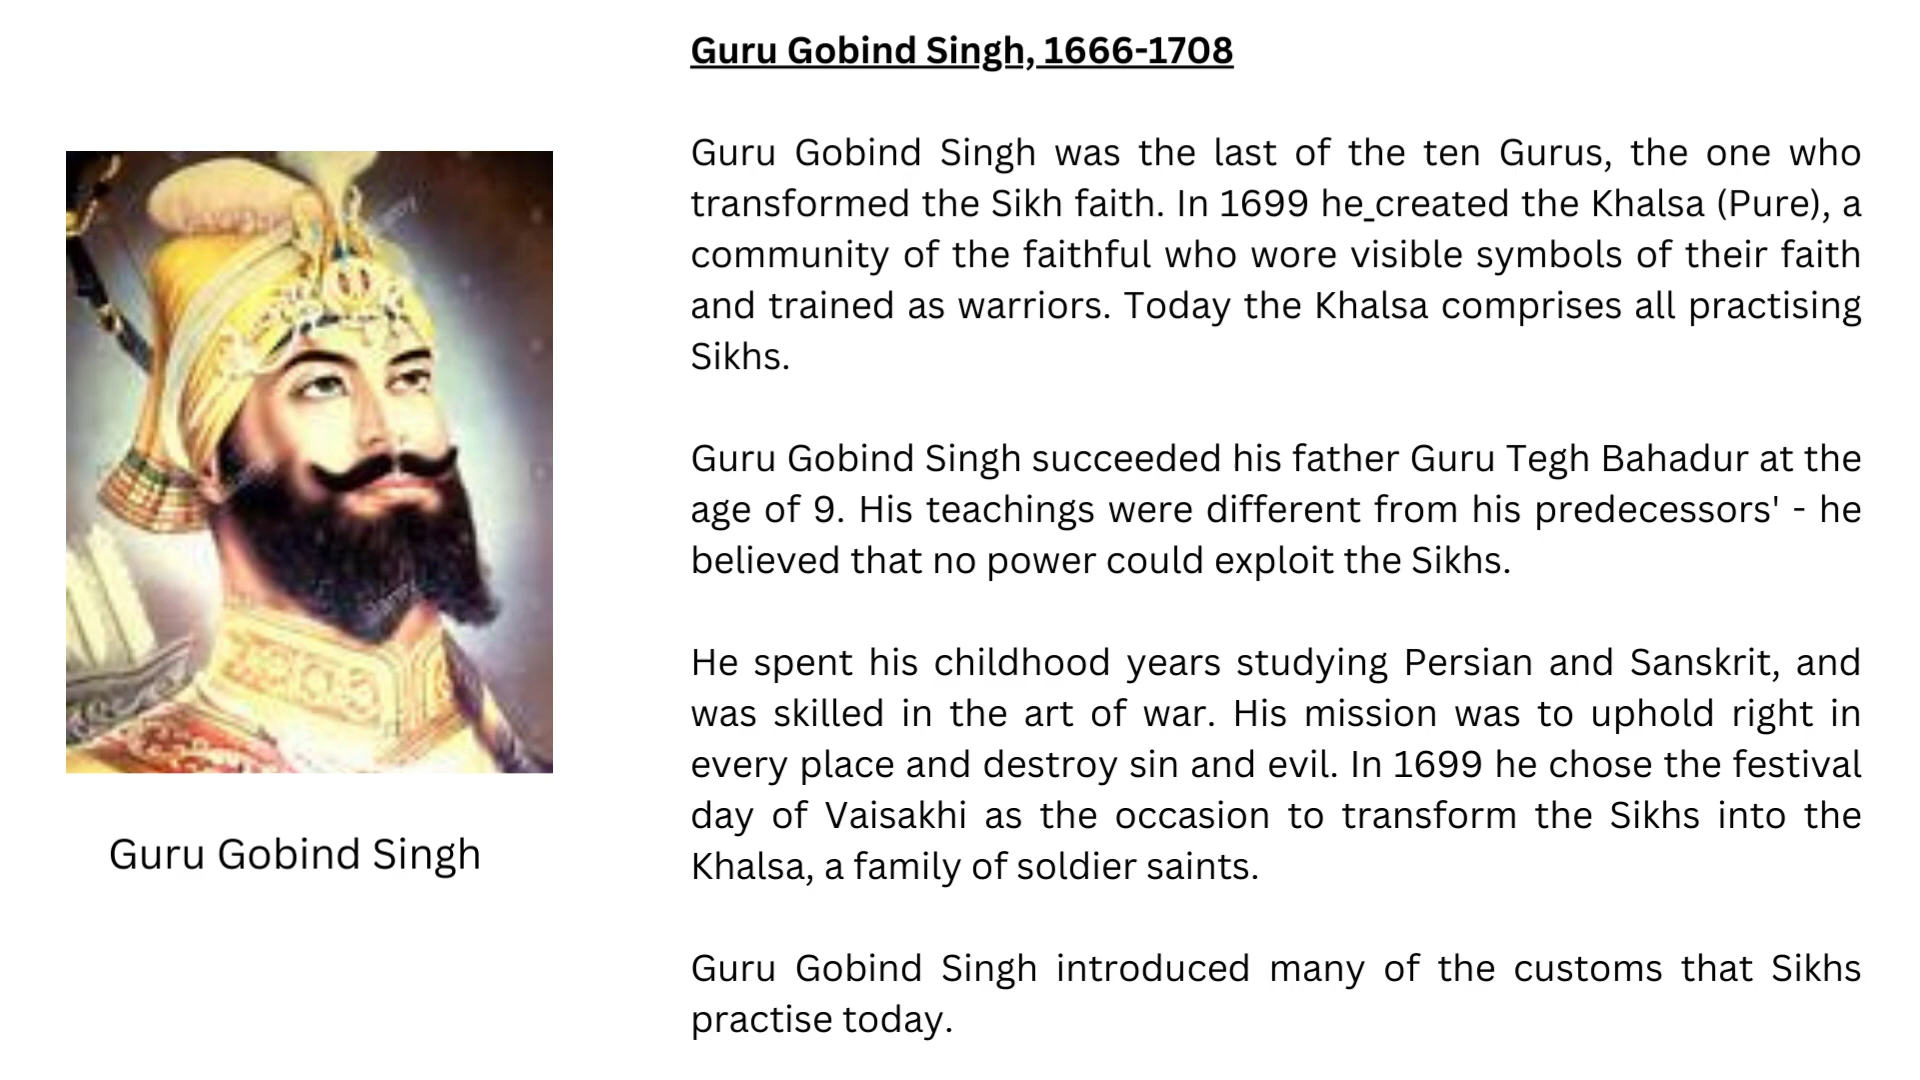 Guru Gobind Singh, 1666-1708
Guru Gobind Singh was the last of the ten Gurus, the one who
transformed the Sikh faith. In 1699 he created the Khalsa (Pure), a
community of the faithful who wore visible symbols of their faith
and trained as warriors. Today the Khalsa comprises all practising
Sikhs.
Guru Gobind Singh succeeded his father Guru Tegh Bahadur at the
age of 9. His teachings were different from his predecessors' - he
believed that no power could exploit the Sikhs.
He spent his childhood years studying Persian and Sanskrit, and
was skilled in the art of war. His mission was to uphold right in
every place and destroy sin and evil. In 1699 he chose the festival
day of Vaisakhi as the occasion to transform the Sikhs into the
Khalsa, a family of soldier saints.
Guru Gobind Singh introduced many of the customs that Sikhs
practise today.
Guru Gobind Singh